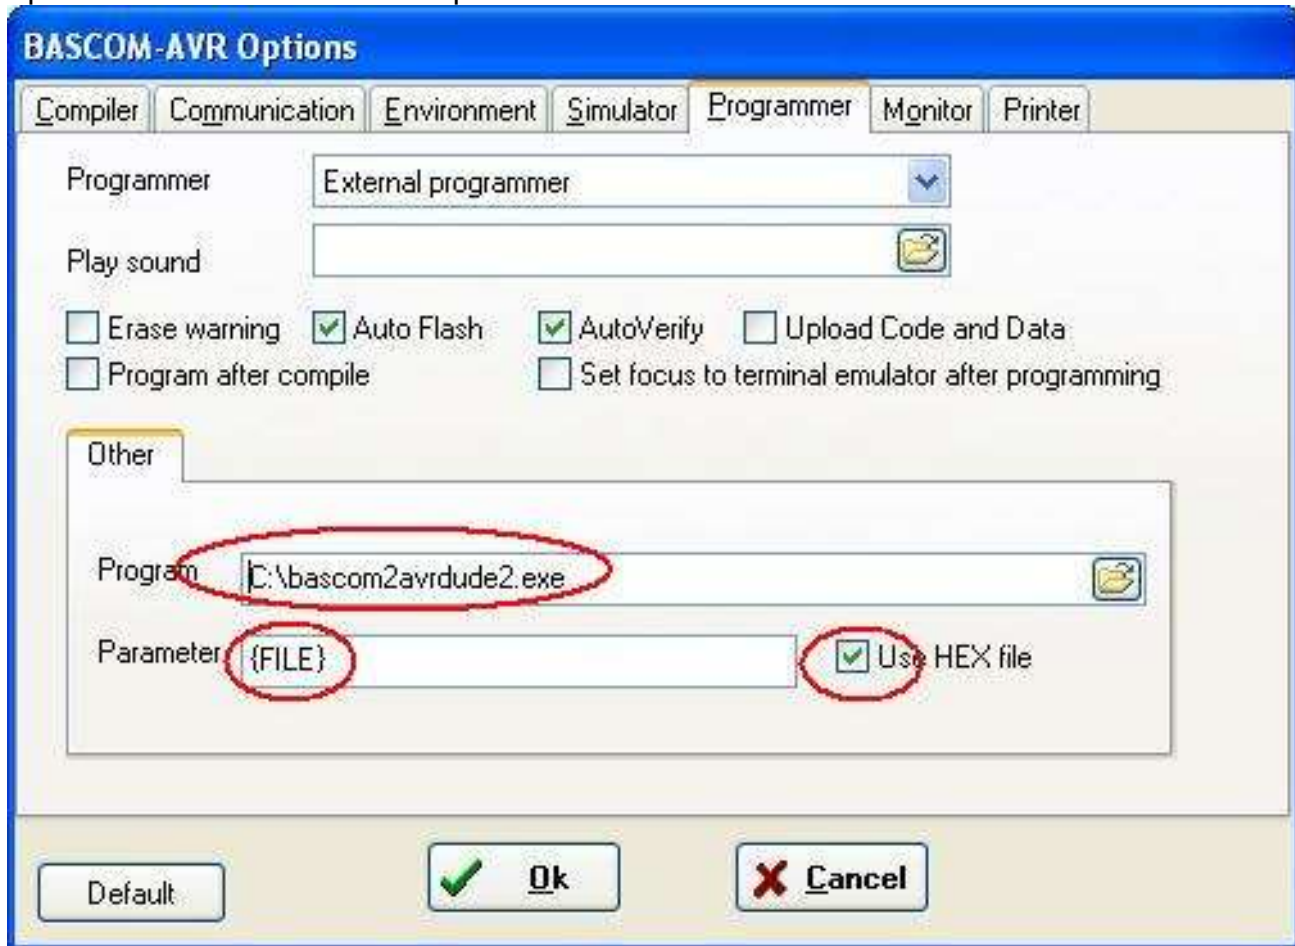 BASCOM-AVR Options
Compiler Communication Environment Simulator Programmer Monitor Printer
Programmer External programmer
Play sound
Erase warning Auto Flash AutoVerify Upload Code and Data
Program after compile Set focus to terminal emulator after programming
Other
Program C:\bascom2avrdude2.exe
Parameter {FILE} Use HEX file
Default Ok Cancel